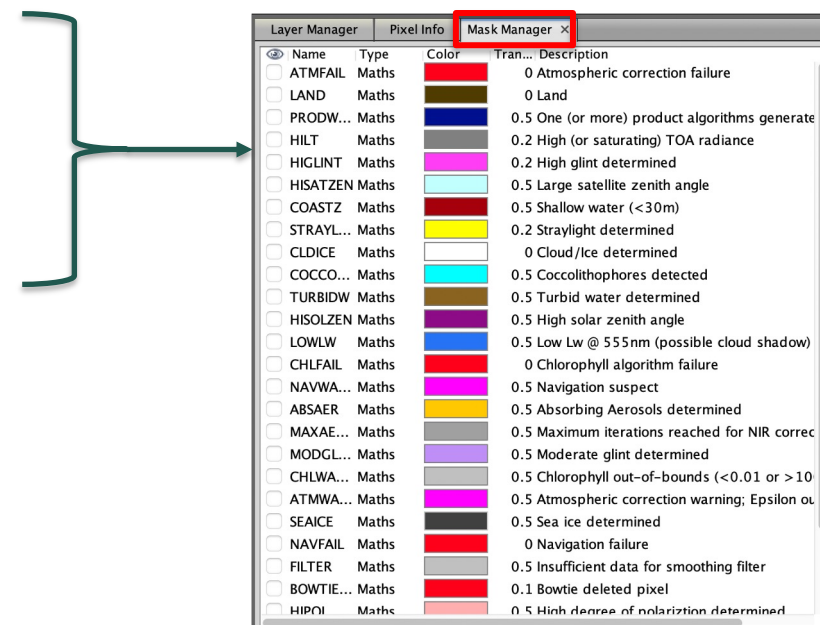 Layer Manager Pixel Info Mask Manager ×
Name Type Color Tran... Description
ATMFAIL Maths 0 Atmospheric correction failure
LAND Maths 0 Land
PRODW... Maths 0.5 One (or more) product algorithms generate
HILT Maths 0.2 High (or saturating) TOA radiance
HIGLINT Maths 0.2 High glint determined
HISATZEN Maths 0.5 Large satellite zenith angle
COASTZ Maths 0.5 Shallow water (<30m)
STRAYL... Maths 0.2 Straylight determined
CLDICE Maths 0 Cloud/Ice determined
COCCO... Maths 0.5 Coccolithophores detected
TURBIDW Maths 0.5 Turbid water determined
HISOLZEN Maths 0.5 High solar zenith angle
LOWLW Maths 0.5 Low Lw @ 555nm (possible cloud shadow)
CHLFAIL Maths 0 Chlorophyll algorithm failure
NAVWA... Maths 0.5 Navigation suspect
ABSAER Maths 0.5 Absorbing Aerosols determined
MAXAE... Maths 0.5 Maximum iterations reached for NIR correc
MODGL... Maths 0.5 Moderate glint determined
CHLWA... Maths 0.5 Chlorophyll out-of-bounds (<0.01 or >10
ATMWA... Maths 0.5 Atmospheric correction warning; Epsilon ou
SEAICE Maths 0.5 Sea ice determined
NAVFAIL Maths 0 Navigation failure
FILTER Maths 0.5 Insufficient data for smoothing filter
BOWTIE... Maths 0.1 Bowtie deleted pixel
HIPOL Maths 0.5 High degree of polariztion determined